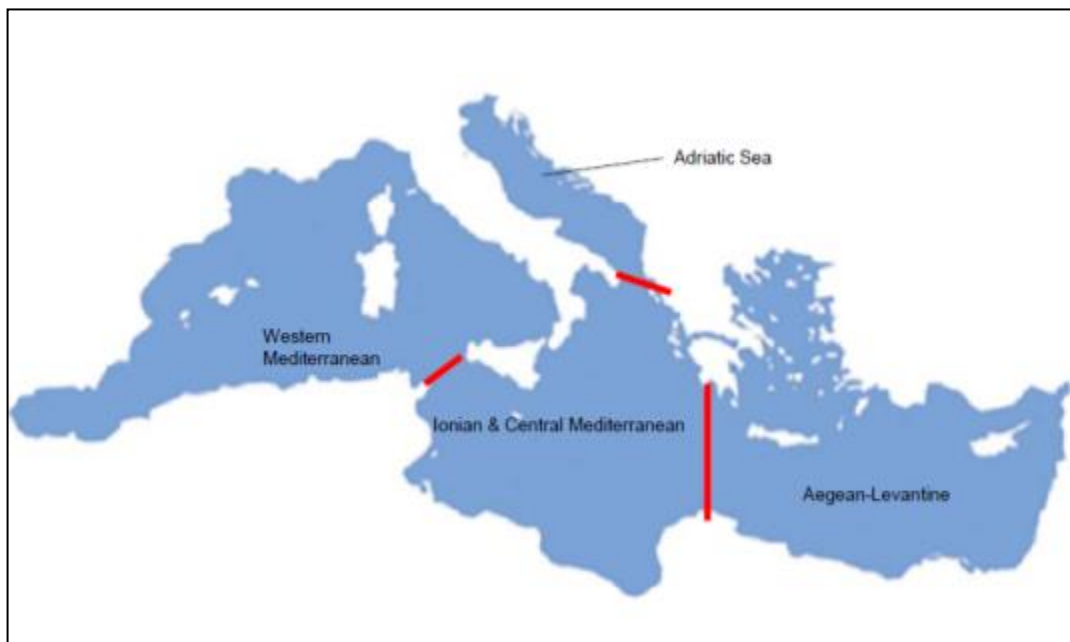 Adriatic Sea
Western
Mediterranean
Ionian & Central Mediterranean
Aegean-Levantine